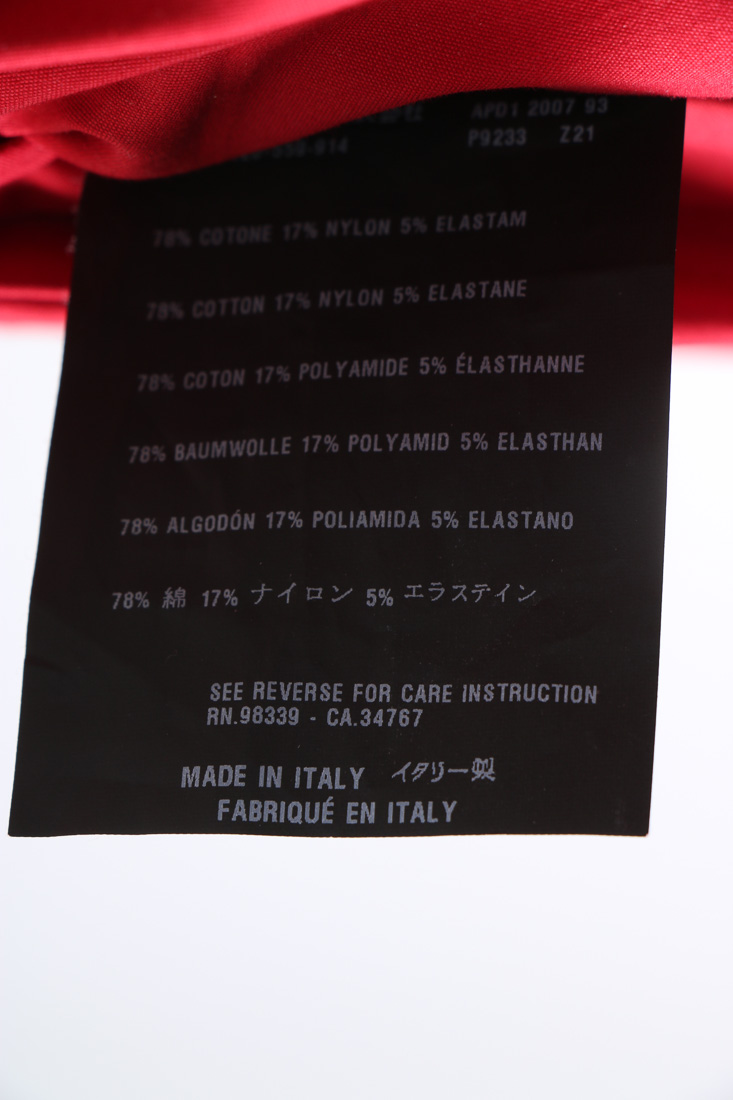 APD1 2007 93
P9233 Z21
78% COTONE 17% NYLON 5% ELASTAM
78% COTTON 17% NYLON 5% ELASTANE
78% COTON 17% POLYAMIDE 5% ÉLASTHANNE
78% BAUMWOLLE 17% POLYAMID 5% ELASTHAN
78% ALGODÓN 17% POLIAMIDA 5% ELASTANO
78% 綿 17% ナイロン 5% エラステイン
SEE REVERSE FOR CARE INSTRUCTION
RN.98339 - CA.34767
MADE IN ITALY イタリー製
FABRIQUÉ EN ITALY